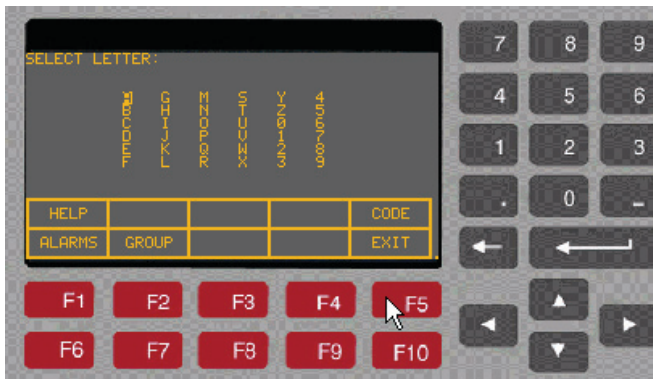 SELECT LETTER:
A G M S Y 4
B H N T Z 5
C I O U 0 6
D J P V 1 7
E K Q W 2 8
F L R X 3 9
HELP CODE
ALARMS GROUP EXIT
F1 F2 F3 F4 F5
F6 F7 F8 F9 F10
7 8 9
4 5 6
1 2 3
. 0 -